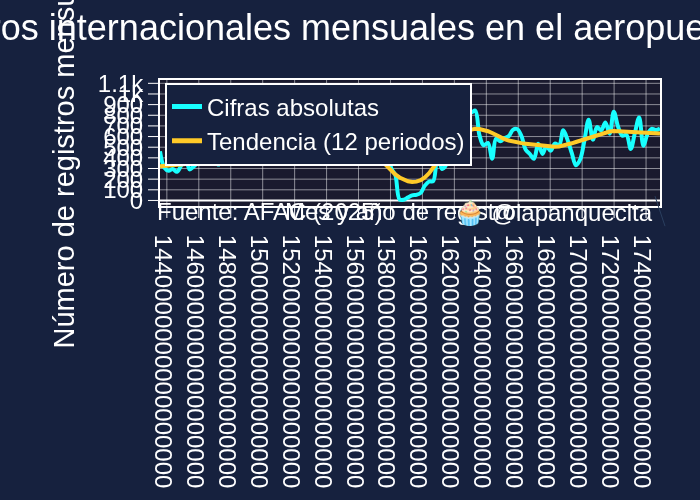 os internacionales mensuales en el aeropue
Número de registros mensu
1.1k
1k
900
800
700
600
500
400
300
200
100
0
Cifras absolutas
Tendencia (12 periodos)
Fuente: AFAC (2025)
Mes y año de registro
🧁 @lapanquecita
1440000000000000000
1460000000000000000
1480000000000000000
1500000000000000000
1520000000000000000
1540000000000000000
1560000000000000000
1580000000000000000
1600000000000000000
1620000000000000000
1640000000000000000
1660000000000000000
1680000000000000000
1700000000000000000
1720000000000000000
1740000000000000000